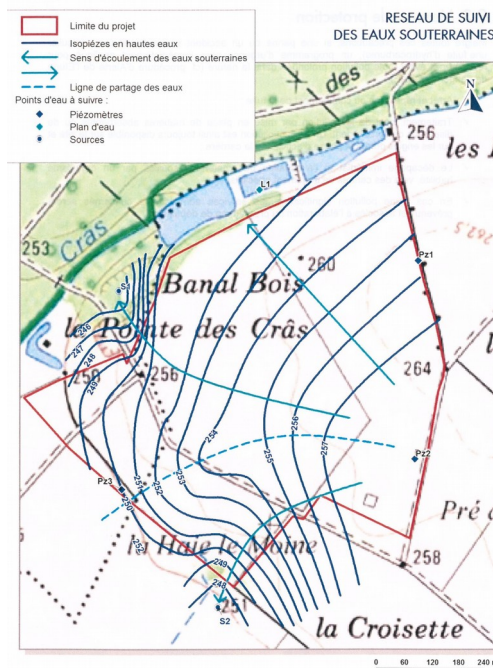 RESEAU DE SUIVI
DES EAUX SOUTERRAINES
Limite du projet
Isopièzes en hautes eaux
Sens d'écoulement des eaux souterraines
Ligne de partage des eaux
Points d'eau à suivre :
Piézomètres
Plan d'eau
Sources
N
des
256
les
L1
Cras
253
262.5
260
Pz1
S1
Banal Bois
la Pointe des Crâs
246
247
248
250
249
256
264
254
256
257
255
253
252
251
Pz2
Pz3
250
252
Pré
la Haie le Moine
258
249
248
251
S2
la Croisette
0 60 120 180 240